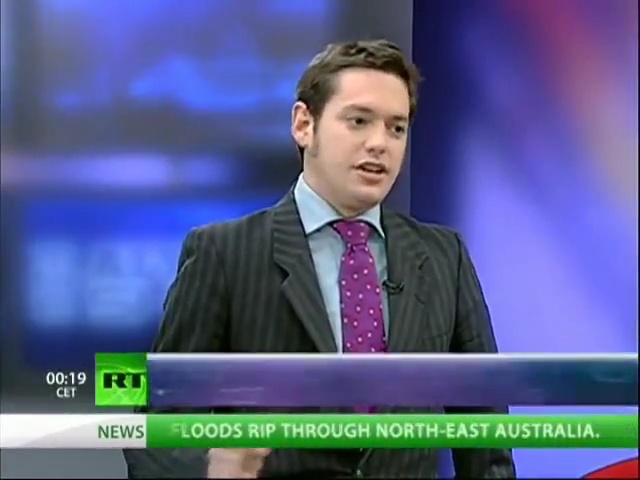 00:19
CET
RT
NEWS
FLOODS RIP THROUGH NORTH-EAST AUSTRALIA.